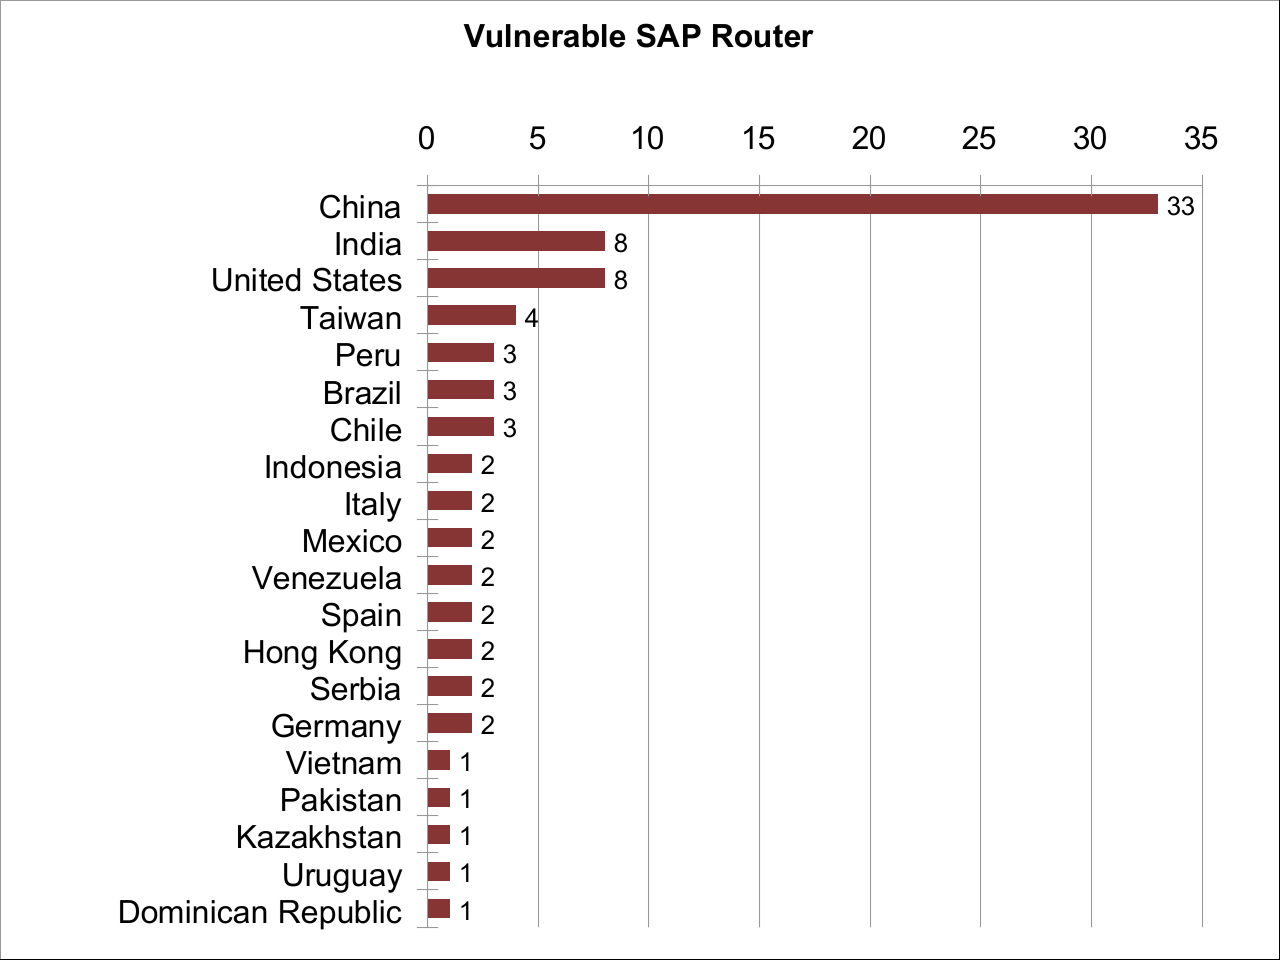 Vulnerable SAP Router
0 5 10 15 20 25 30 35
China 33
India 8
United States 8
Taiwan 4
Peru 3
Brazil 3
Chile 3
Indonesia 2
Italy 2
Mexico 2
Venezuela 2
Spain 2
Hong Kong 2
Serbia 2
Germany 2
Vietnam 1
Pakistan 1
Kazakhstan 1
Uruguay 1
Dominican Republic 1